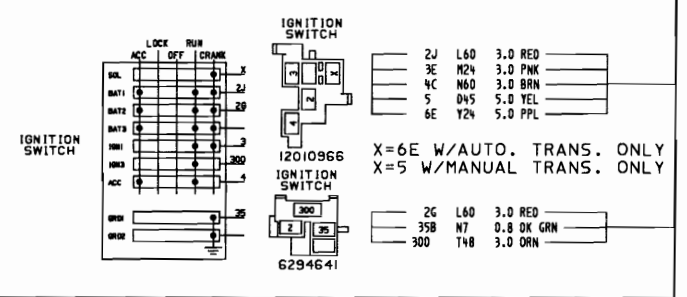 IGNITION
SWITCH
LOCK RUN
ACC OFF CRANK
SOL X
BAT1 2J
BAT2 2G
BAT3
IGN1 3
IGN3 300
ACC 4
GRD1 35
GRD2
IGNITION
SWITCH
3 X
2
4
12010966
IGNITION
SWITCH
300
2 35
6294641
2J L60 3.0 RED
3E M24 3.0 PNK
4C N60 3.0 BRN
5 D45 5.0 YEL
6E Y24 5.0 PPL
X=6E W/AUTO. TRANS. ONLY
X=5 W/MANUAL TRANS. ONLY
2G L60 3.0 RED
35B N7 0.8 DK GRN
300 T48 3.0 ORN